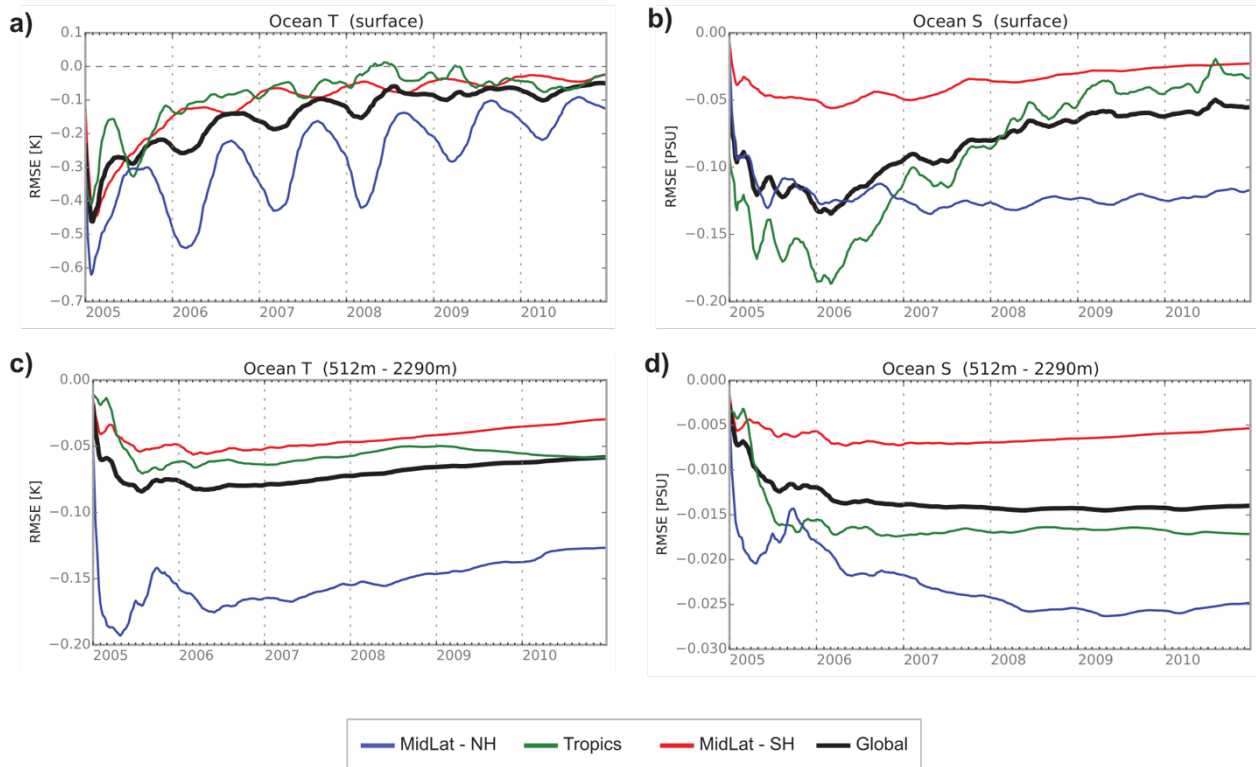 a)
Ocean T (surface)
RMSE [K]
0.1
0.0
−0.1
−0.2
−0.3
−0.4
−0.5
−0.6
−0.7
2005 2006 2007 2008 2009 2010
b)
Ocean S (surface)
RMSE [PSU]
0.00
−0.05
−0.10
−0.15
−0.20
2005 2006 2007 2008 2009 2010
c)
Ocean T (512m - 2290m)
RMSE [K]
0.00
−0.05
−0.10
−0.15
−0.20
2005 2006 2007 2008 2009 2010
d)
Ocean S (512m - 2290m)
RMSE [PSU]
0.000
−0.005
−0.010
−0.015
−0.020
−0.025
−0.030
2005 2006 2007 2008 2009 2010
MidLat - NH Tropics MidLat - SH Global